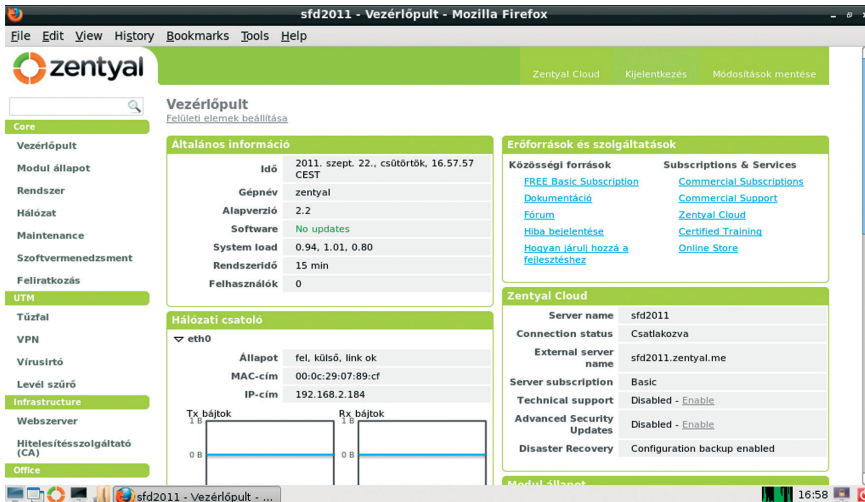 sfd2011 - Vezérlőpult - Mozilla Firefox
File Edit View History Bookmarks Tools Help
zentyal
Zentyal Cloud Kijelentkezés Módosítások mentése
Core
Vezérlőpult
Modul állapot
Rendszer
Hálózat
Maintenance
Szoftvermenedzsment
Feliratkozás
UTM
Tűzfal
VPN
Vírusirtó
Levél szűrő
Infrastructure
Webszerver
Hitelesítésszolgáltató
(CA)
Office
Vezérlőpult
Felületi elemek beállítása
Általános információ
Idő 2011. szept. 22., csütörtök, 16.57.57
CEST
Gépnév zentyal
Alapverzió 2.2
Software No updates
System load 0.94, 1.01, 0.80
Rendszeridő 15 min
Felhasználók 0
Hálózati csatoló
eth0
Állapot fel, külső, link ok
MAC-cím 00:0c:29:07:89:cf
IP-cím 192.168.2.184
Tx bájtok Rx bájtok
1 B 1 B
0 B 0 B
Erőforrások és szolgáltatások
Közösségi források
FREE Basic Subscription
Dokumentáció
Fórum
Hiba bejelentése
Hogyan járulj hozzá a
fejlesztéshez
Subscriptions & Services
Commercial Subscriptions
Commercial Support
Zentyal Cloud
Certified Training
Online Store
Zentyal Cloud
Server name sfd2011
Connection status Csatlakozva
External server
name sfd2011.zentyal.me
Server subscription Basic
Technical support Disabled - Enable
Advanced Security
Updates Disabled - Enable
Disaster Recovery Configuration backup enabled
Modul állapot
sfd2011 - Vezérlőpult - ...
16:58